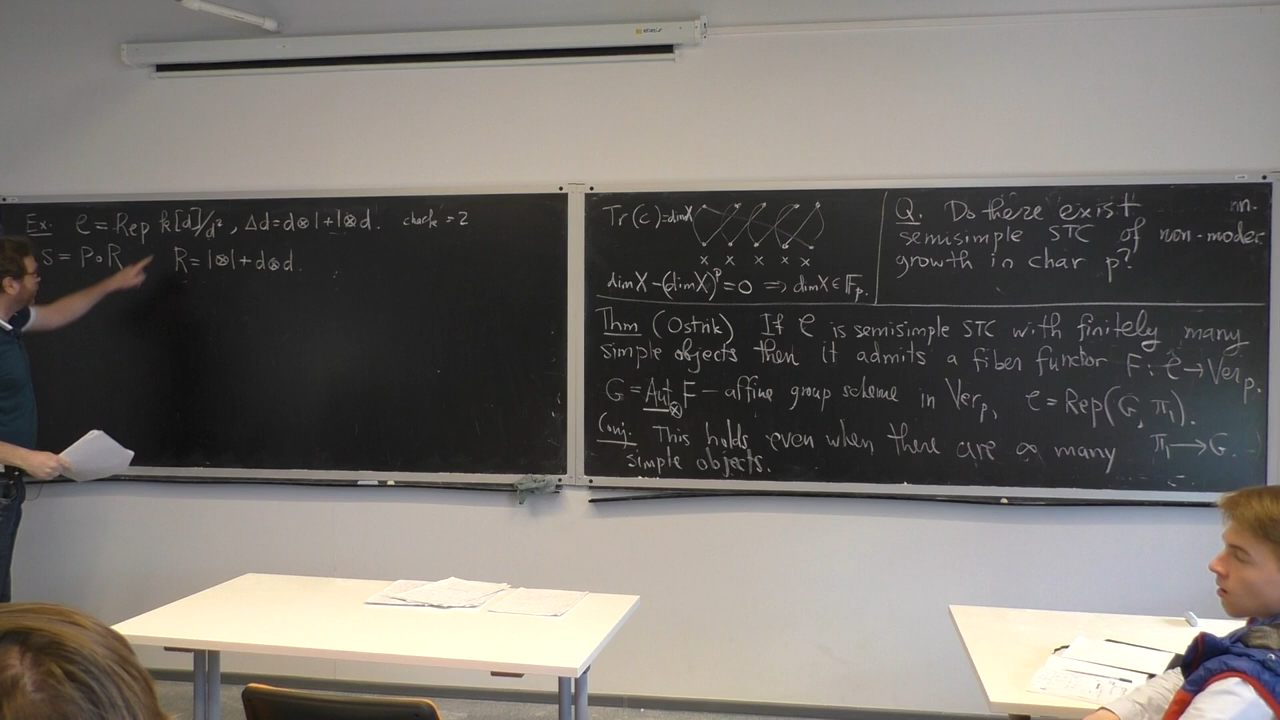 Ex. C = Rep k[d]/d², Δd = d⊗1+1⊗d. char k = 2
S = P∘R R = 1⊗1 + d⊗d.
Tr(c) = dim X
x x x x x
dim X − (dim X)^p = 0 ⇒ dim X ∈ F_p.
Q. Do there exist nn.
semisimple STC of non-moder
growth in char p?
Thm (Ostrik) If C is semisimple STC with finitely many
simple objects then it admits a fiber functor F: C → Ver_p.
G = Aut_⊗ F — affine group scheme in Ver_p, C = Rep(G, π₁).
Conj. This holds even when there are ∞ many π₁ → G.
simple objects.